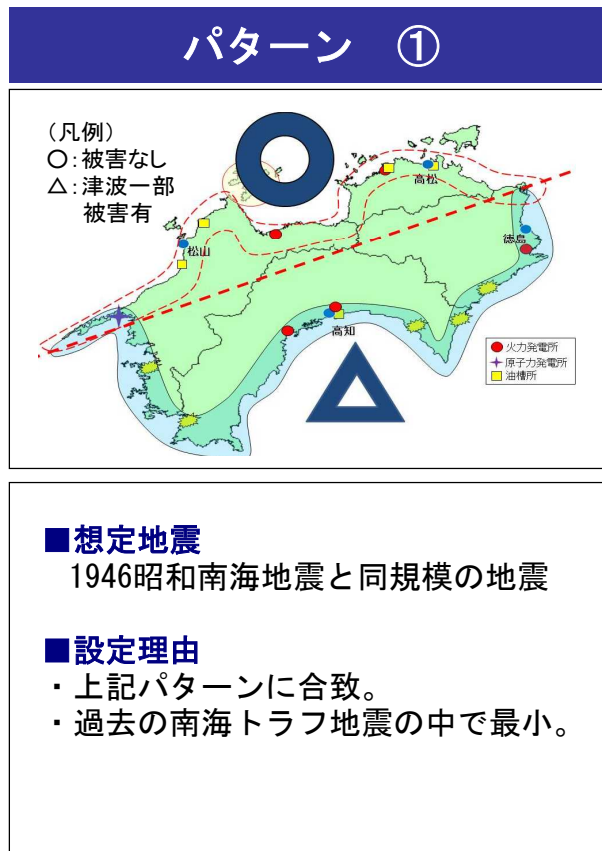 パターン　①
（凡例）
○：被害なし
△：津波一部
被害有
高松
徳島
松山
高知
火力発電所
原子力発電所
油槽所
■想定地震
1946昭和南海地震と同規模の地震
■設定理由
・上記パターンに合致。
・過去の南海トラフ地震の中で最小。